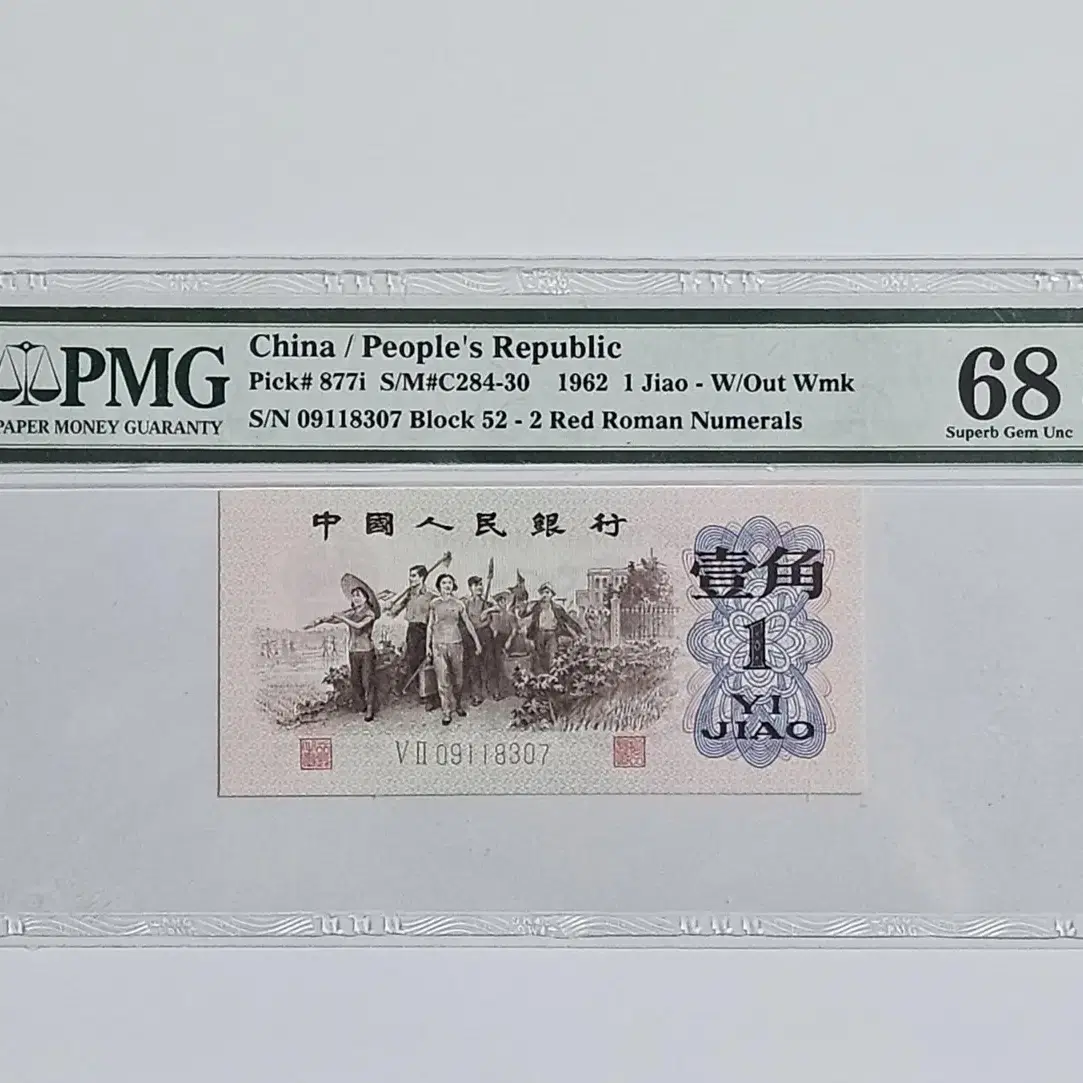 PMG
PAPER MONEY GUARANTY
China / People's Republic
Pick# 877i S/M#C284-30 1962 1 Jiao - W/Out Wmk
S/N 09118307 Block 52 - 2 Red Roman Numerals
68
Superb Gem Unc
中國人民銀行
壹角
1
YI
JIAO
VII 09118307